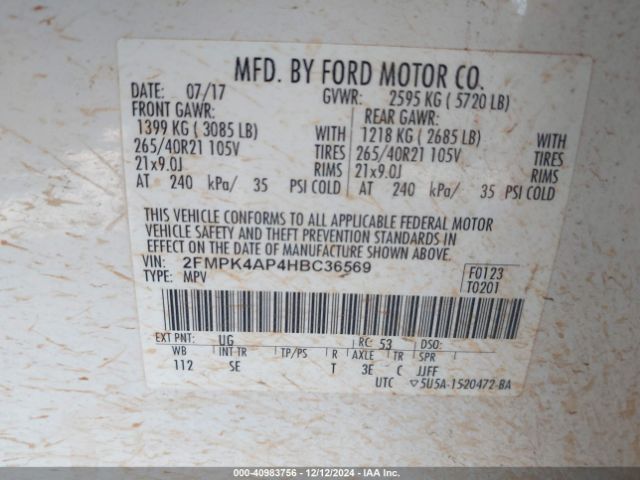 MFD. BY FORD MOTOR CO.
DATE: 07/17 GVWR: 2595 KG ( 5720 LB)
FRONT GAWR: REAR GAWR:
1399 KG ( 3085 LB) WITH 1218 KG ( 2685 LB) WITH
265/40R21 105V TIRES 265/40R21 105V TIRES
21x9.0J RIMS 21x9.0J RIMS
AT 240 kPa/ 35 PSI COLD AT 240 kPa/ 35 PSI COLD
THIS VEHICLE CONFORMS TO ALL APPLICABLE FEDERAL MOTOR
VEHICLE SAFETY AND THEFT PREVENTION STANDARDS IN
EFFECT ON THE DATE OF MANUFACTURE SHOWN ABOVE.
VIN: 2FMPK4AP4HBC36569 F0123
TYPE: MPV T0201
EXT PNT: UG RC: 53 DSO:
WB INT TR TP/PS R AXLE TR SPR
112 SE T 3E C JJFF
UTC ▽5U5A-1520472-BA
000-40983756 - 12/12/2024 - IAA Inc.